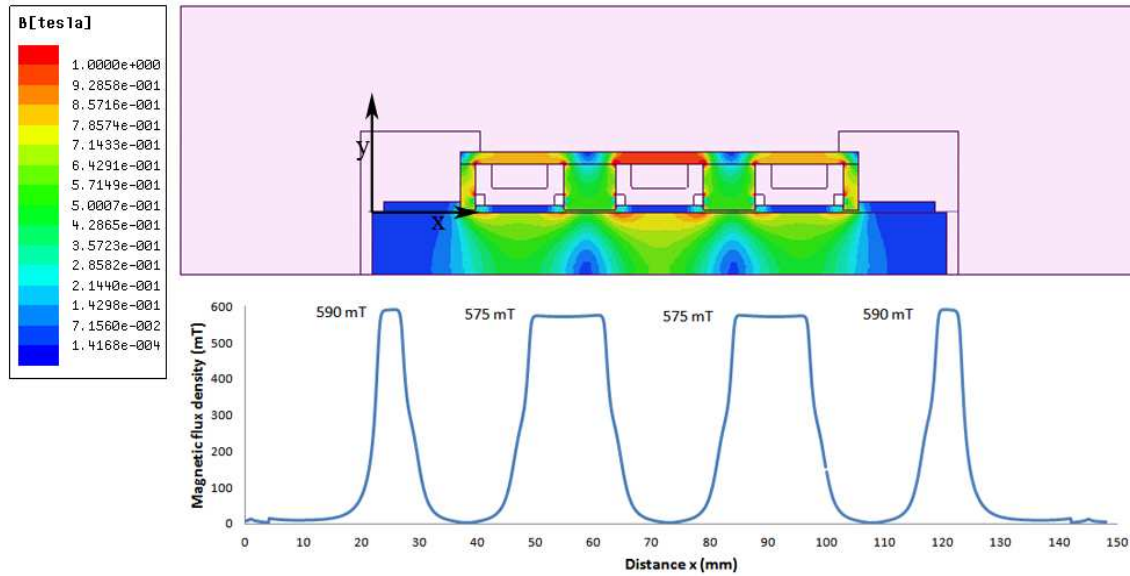 B[tesla]
1.0000e+000
9.2858e-001
8.5716e-001
7.8574e-001
7.1433e-001
6.4291e-001
5.7149e-001
5.0007e-001
4.2865e-001
3.5723e-001
2.8582e-001
2.1440e-001
1.4298e-001
7.1560e-002
1.4168e-004
y
x
590 mT
575 mT
575 mT
590 mT
Magnetic flux density (mT)
600
500
400
300
200
100
0
0 10 20 30 40 50 60 70 80 90 100 110 120 130 140 150
Distance x (mm)